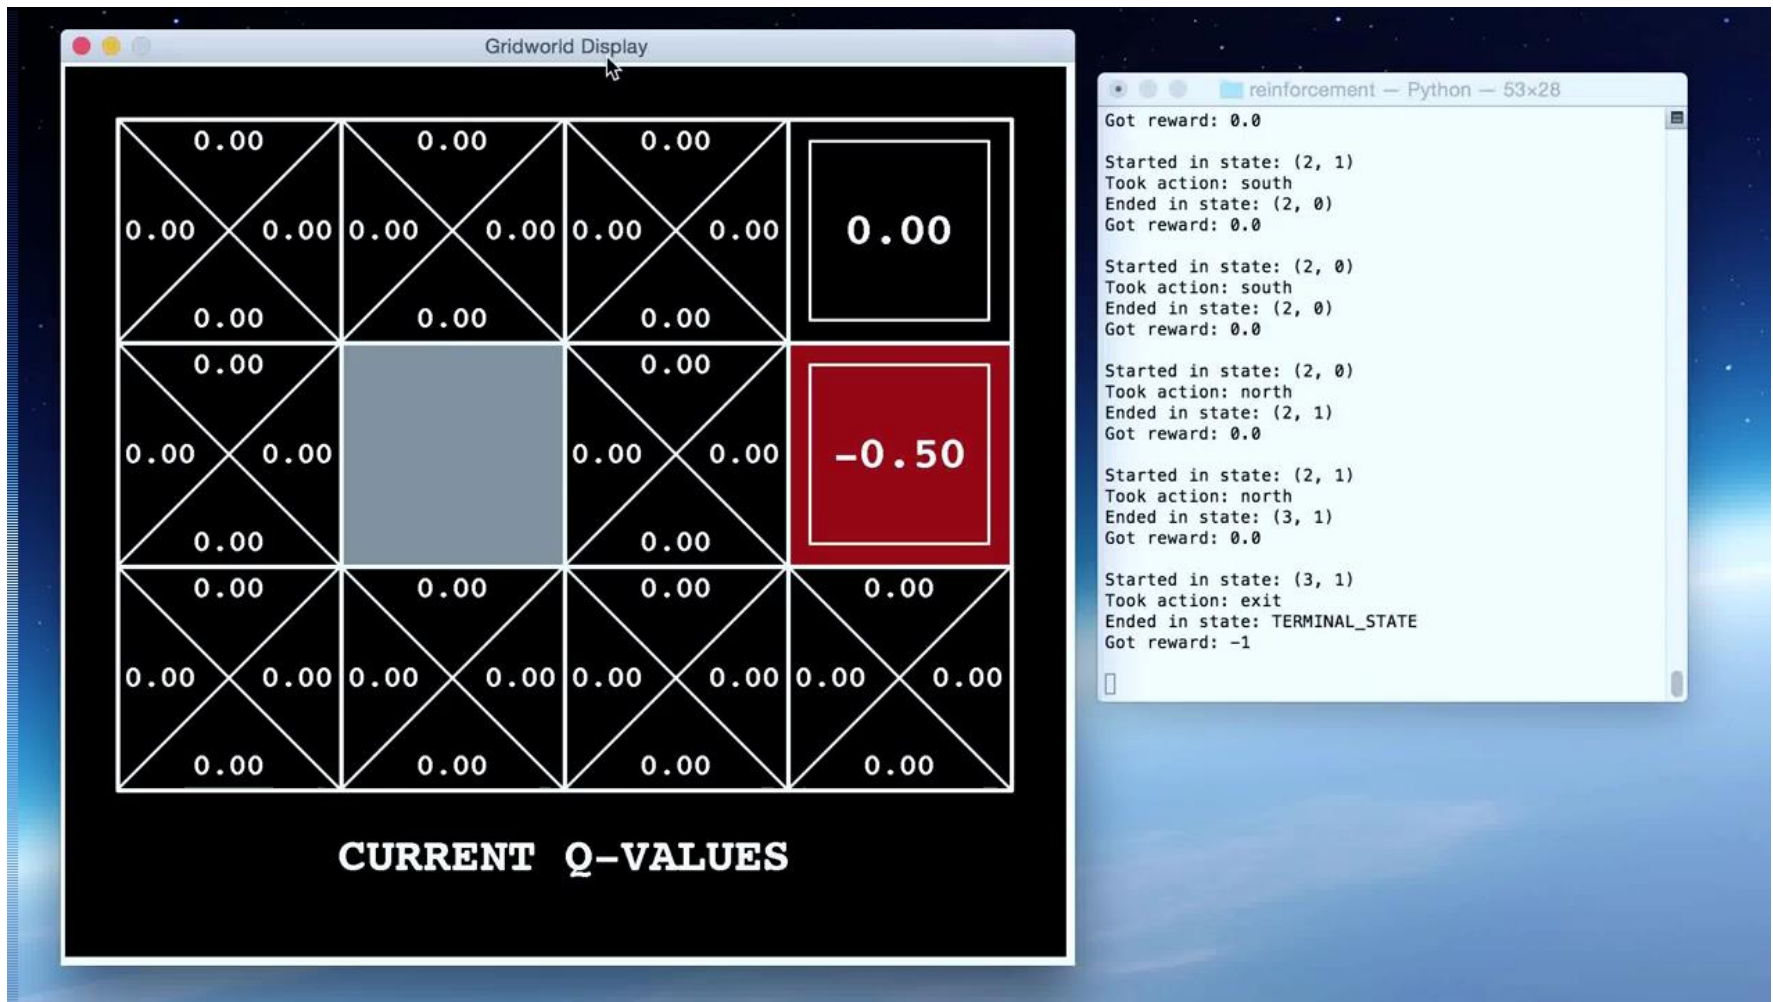 Gridworld Display
0.00 0.00 0.00
0.00 0.00 0.00 0.00 0.00 0.00 0.00
0.00 0.00 0.00
0.00 0.00
0.00 0.00 0.00 0.00 -0.50
0.00 0.00
0.00 0.00 0.00 0.00
0.00 0.00 0.00 0.00 0.00 0.00 0.00 0.00
0.00 0.00 0.00 0.00
CURRENT Q-VALUES
reinforcement — Python — 53×28
Got reward: 0.0
Started in state: (2, 1)
Took action: south
Ended in state: (2, 0)
Got reward: 0.0
Started in state: (2, 0)
Took action: south
Ended in state: (2, 0)
Got reward: 0.0
Started in state: (2, 0)
Took action: north
Ended in state: (2, 1)
Got reward: 0.0
Started in state: (2, 1)
Took action: north
Ended in state: (3, 1)
Got reward: 0.0
Started in state: (3, 1)
Took action: exit
Ended in state: TERMINAL_STATE
Got reward: -1